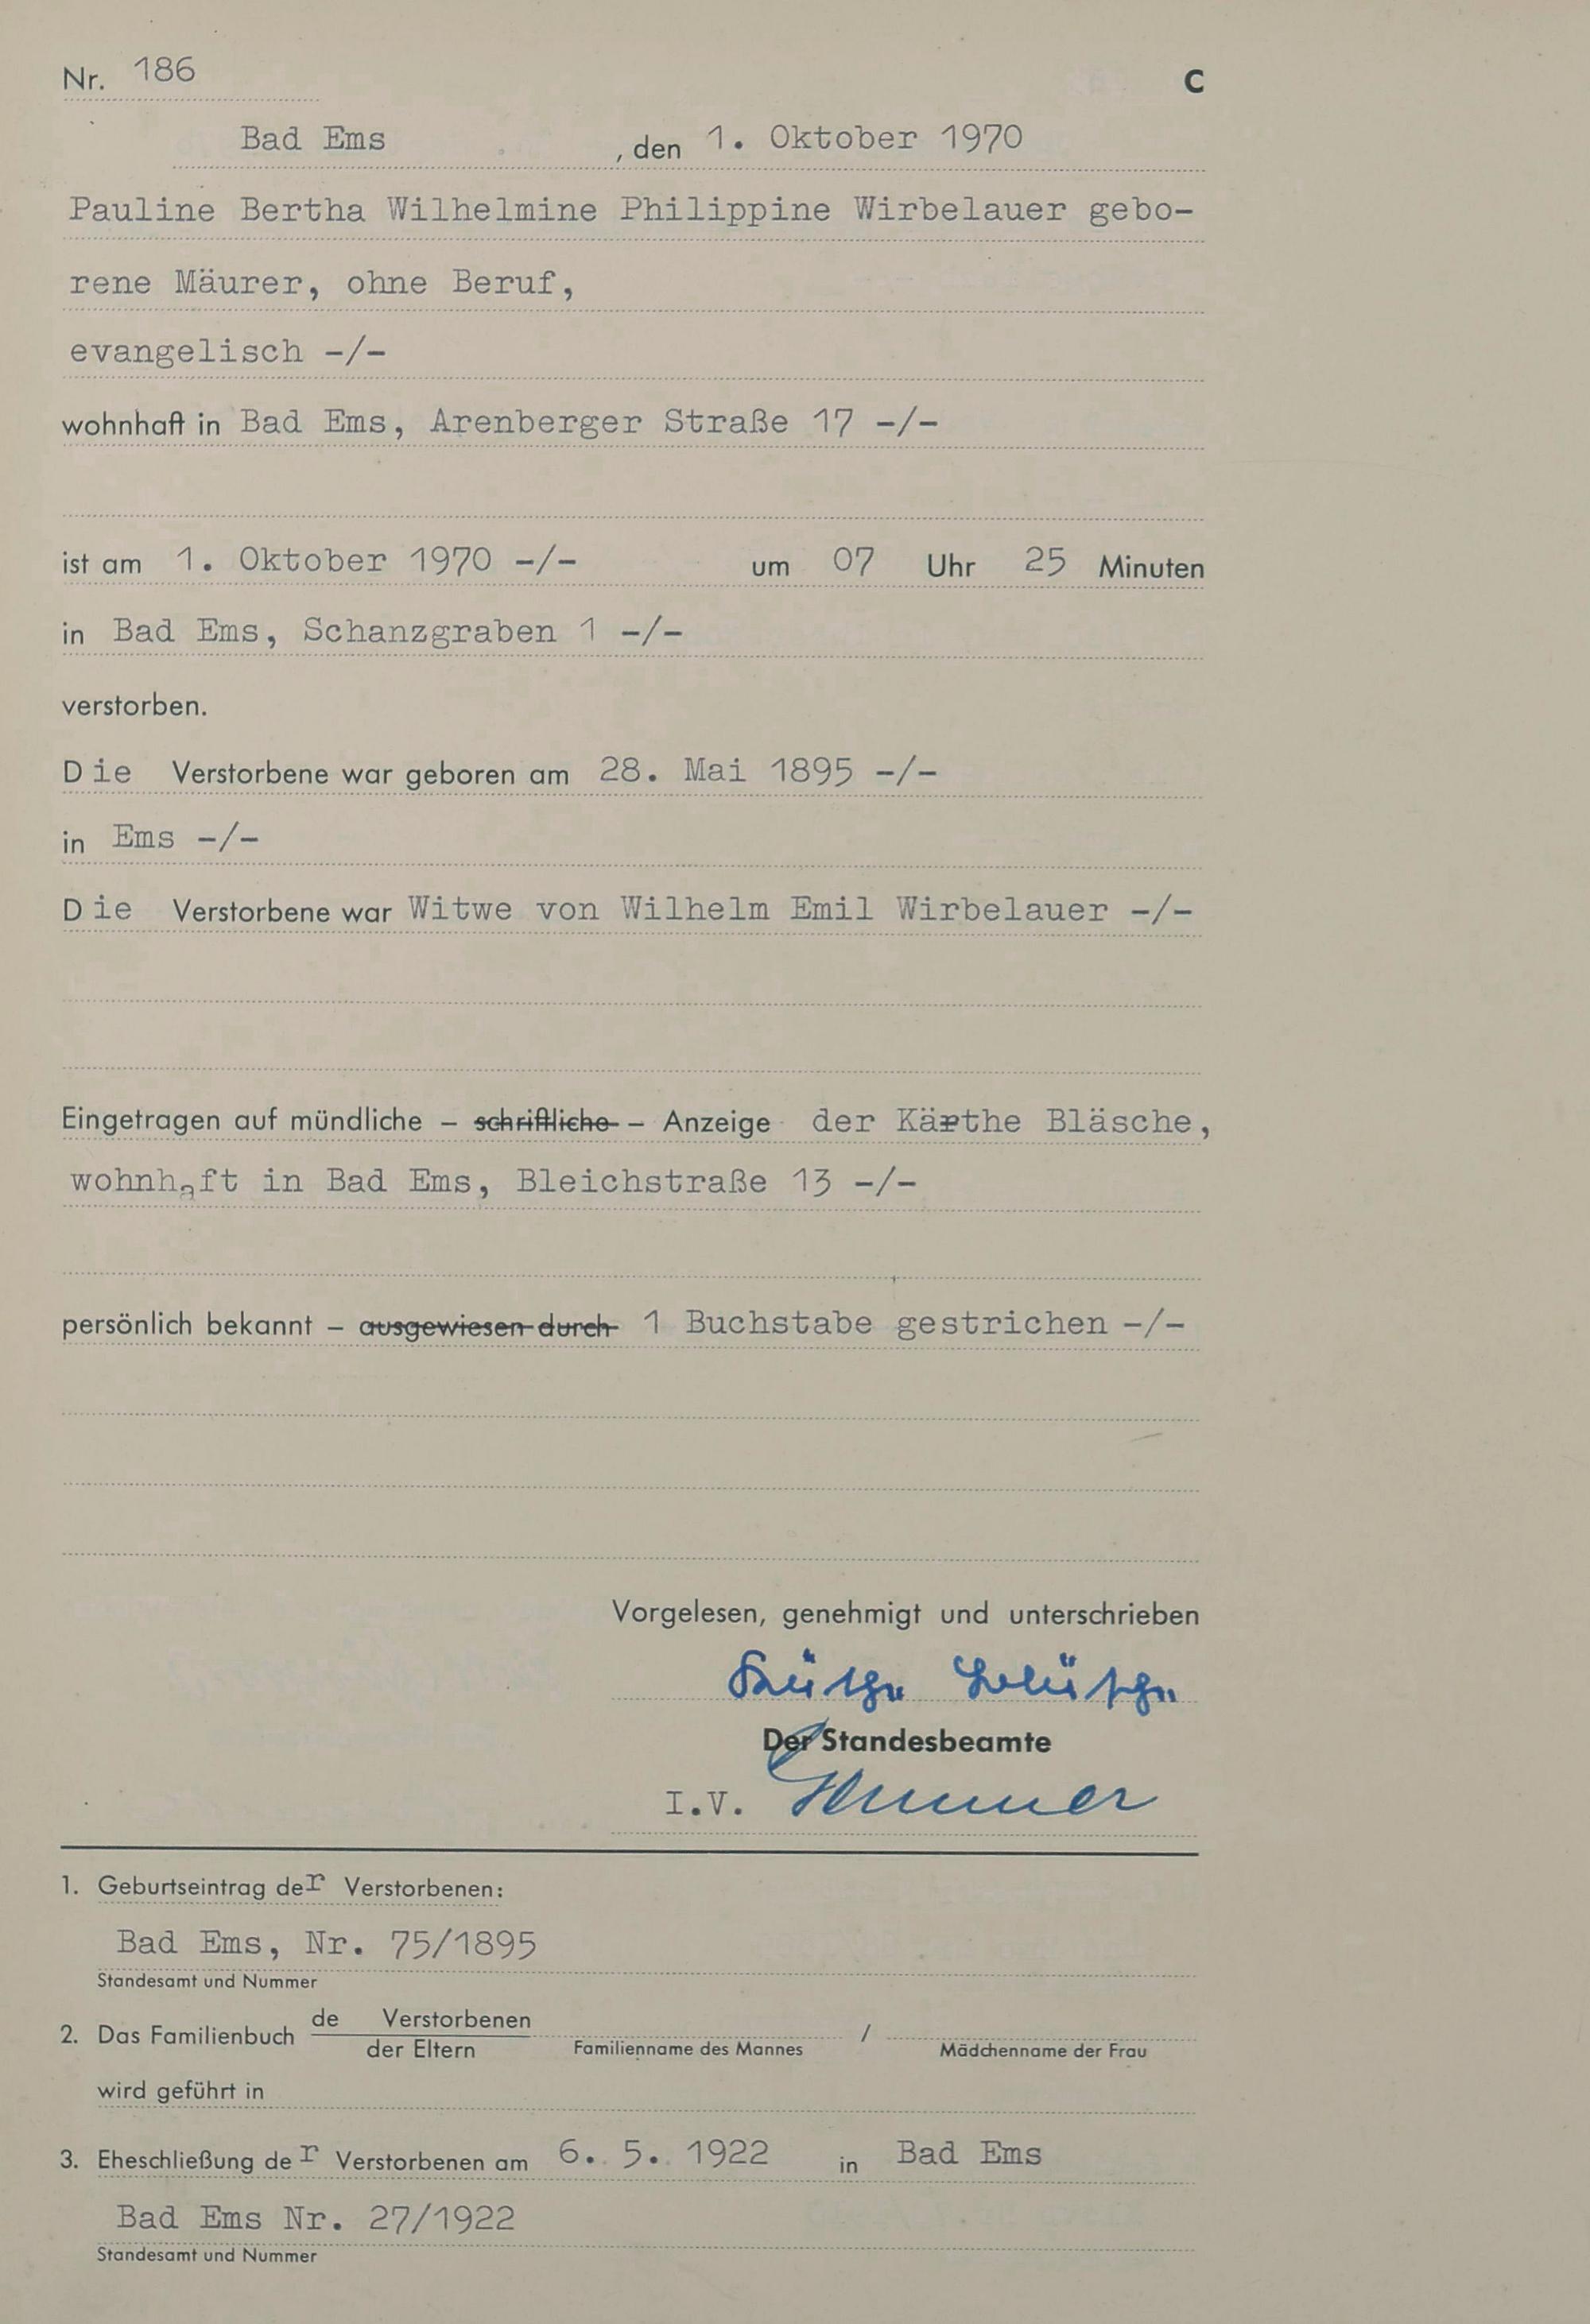 Nr. 186 C
Bad Ems , den 1. Oktober 1970
Pauline Bertha Wilhelmine Philippine Wirbelauer gebo-
rene Mäurer, ohne Beruf,
evangelisch -/-
wohnhaft in Bad Ems, Arenberger Straße 17 -/-
ist am 1. Oktober 1970 -/- um 07 Uhr 25 Minuten
in Bad Ems, Schanzgraben 1 -/-
verstorben.
Die Verstorbene war geboren am 28. Mai 1895 -/-
in Ems -/-
Die Verstorbene war Witwe von Wilhelm Emil Wirbelauer -/-
Eingetragen auf mündliche – schriftliche – Anzeige der Kärthe Bläsche,
wohnhaft in Bad Ems, Bleichstraße 13 -/-
persönlich bekannt – ausgewiesen durch 1 Buchstabe gestrichen -/-
Vorgelesen, genehmigt und unterschrieben
Käthe Bläsche
Der Standesbeamte
I.V.
1. Geburtseintrag der Verstorbenen:
Bad Ems, Nr. 75/1895
Standesamt und Nummer
2. Das Familienbuch de Verstorbenen
der Eltern Familienname des Mannes / Mädchenname der Frau
wird geführt in
3. Eheschließung der Verstorbenen am 6. 5. 1922 in Bad Ems
Bad Ems Nr. 27/1922
Standesamt und Nummer